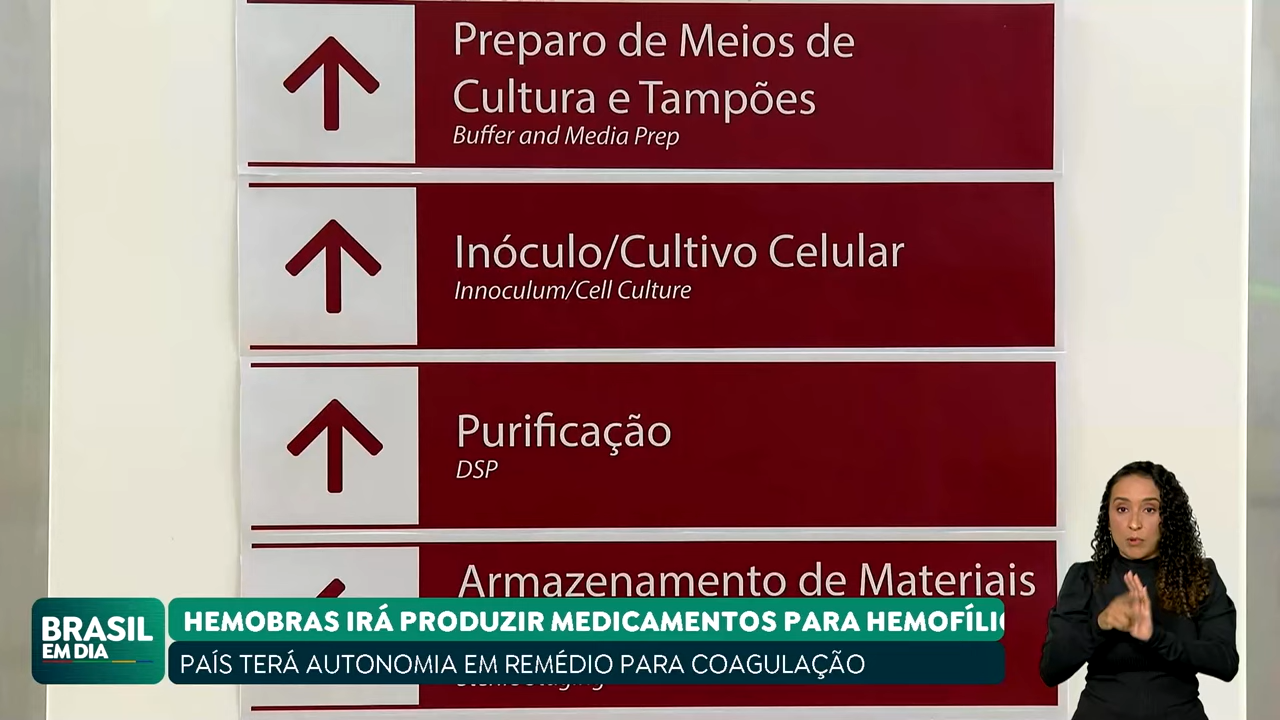 Preparo de Meios de
Cultura e Tampões
Buffer and Media Prep
Inóculo/Cultivo Celular
Innoculum/Cell Culture
Purificação
DSP
Armazenamento de Materiais
BRASIL
EM DIA
HEMOBRAS IRÁ PRODUZIR MEDICAMENTOS PARA HEMOFÍLI
PAÍS TERÁ AUTONOMIA EM REMÉDIO PARA COAGULAÇÃO